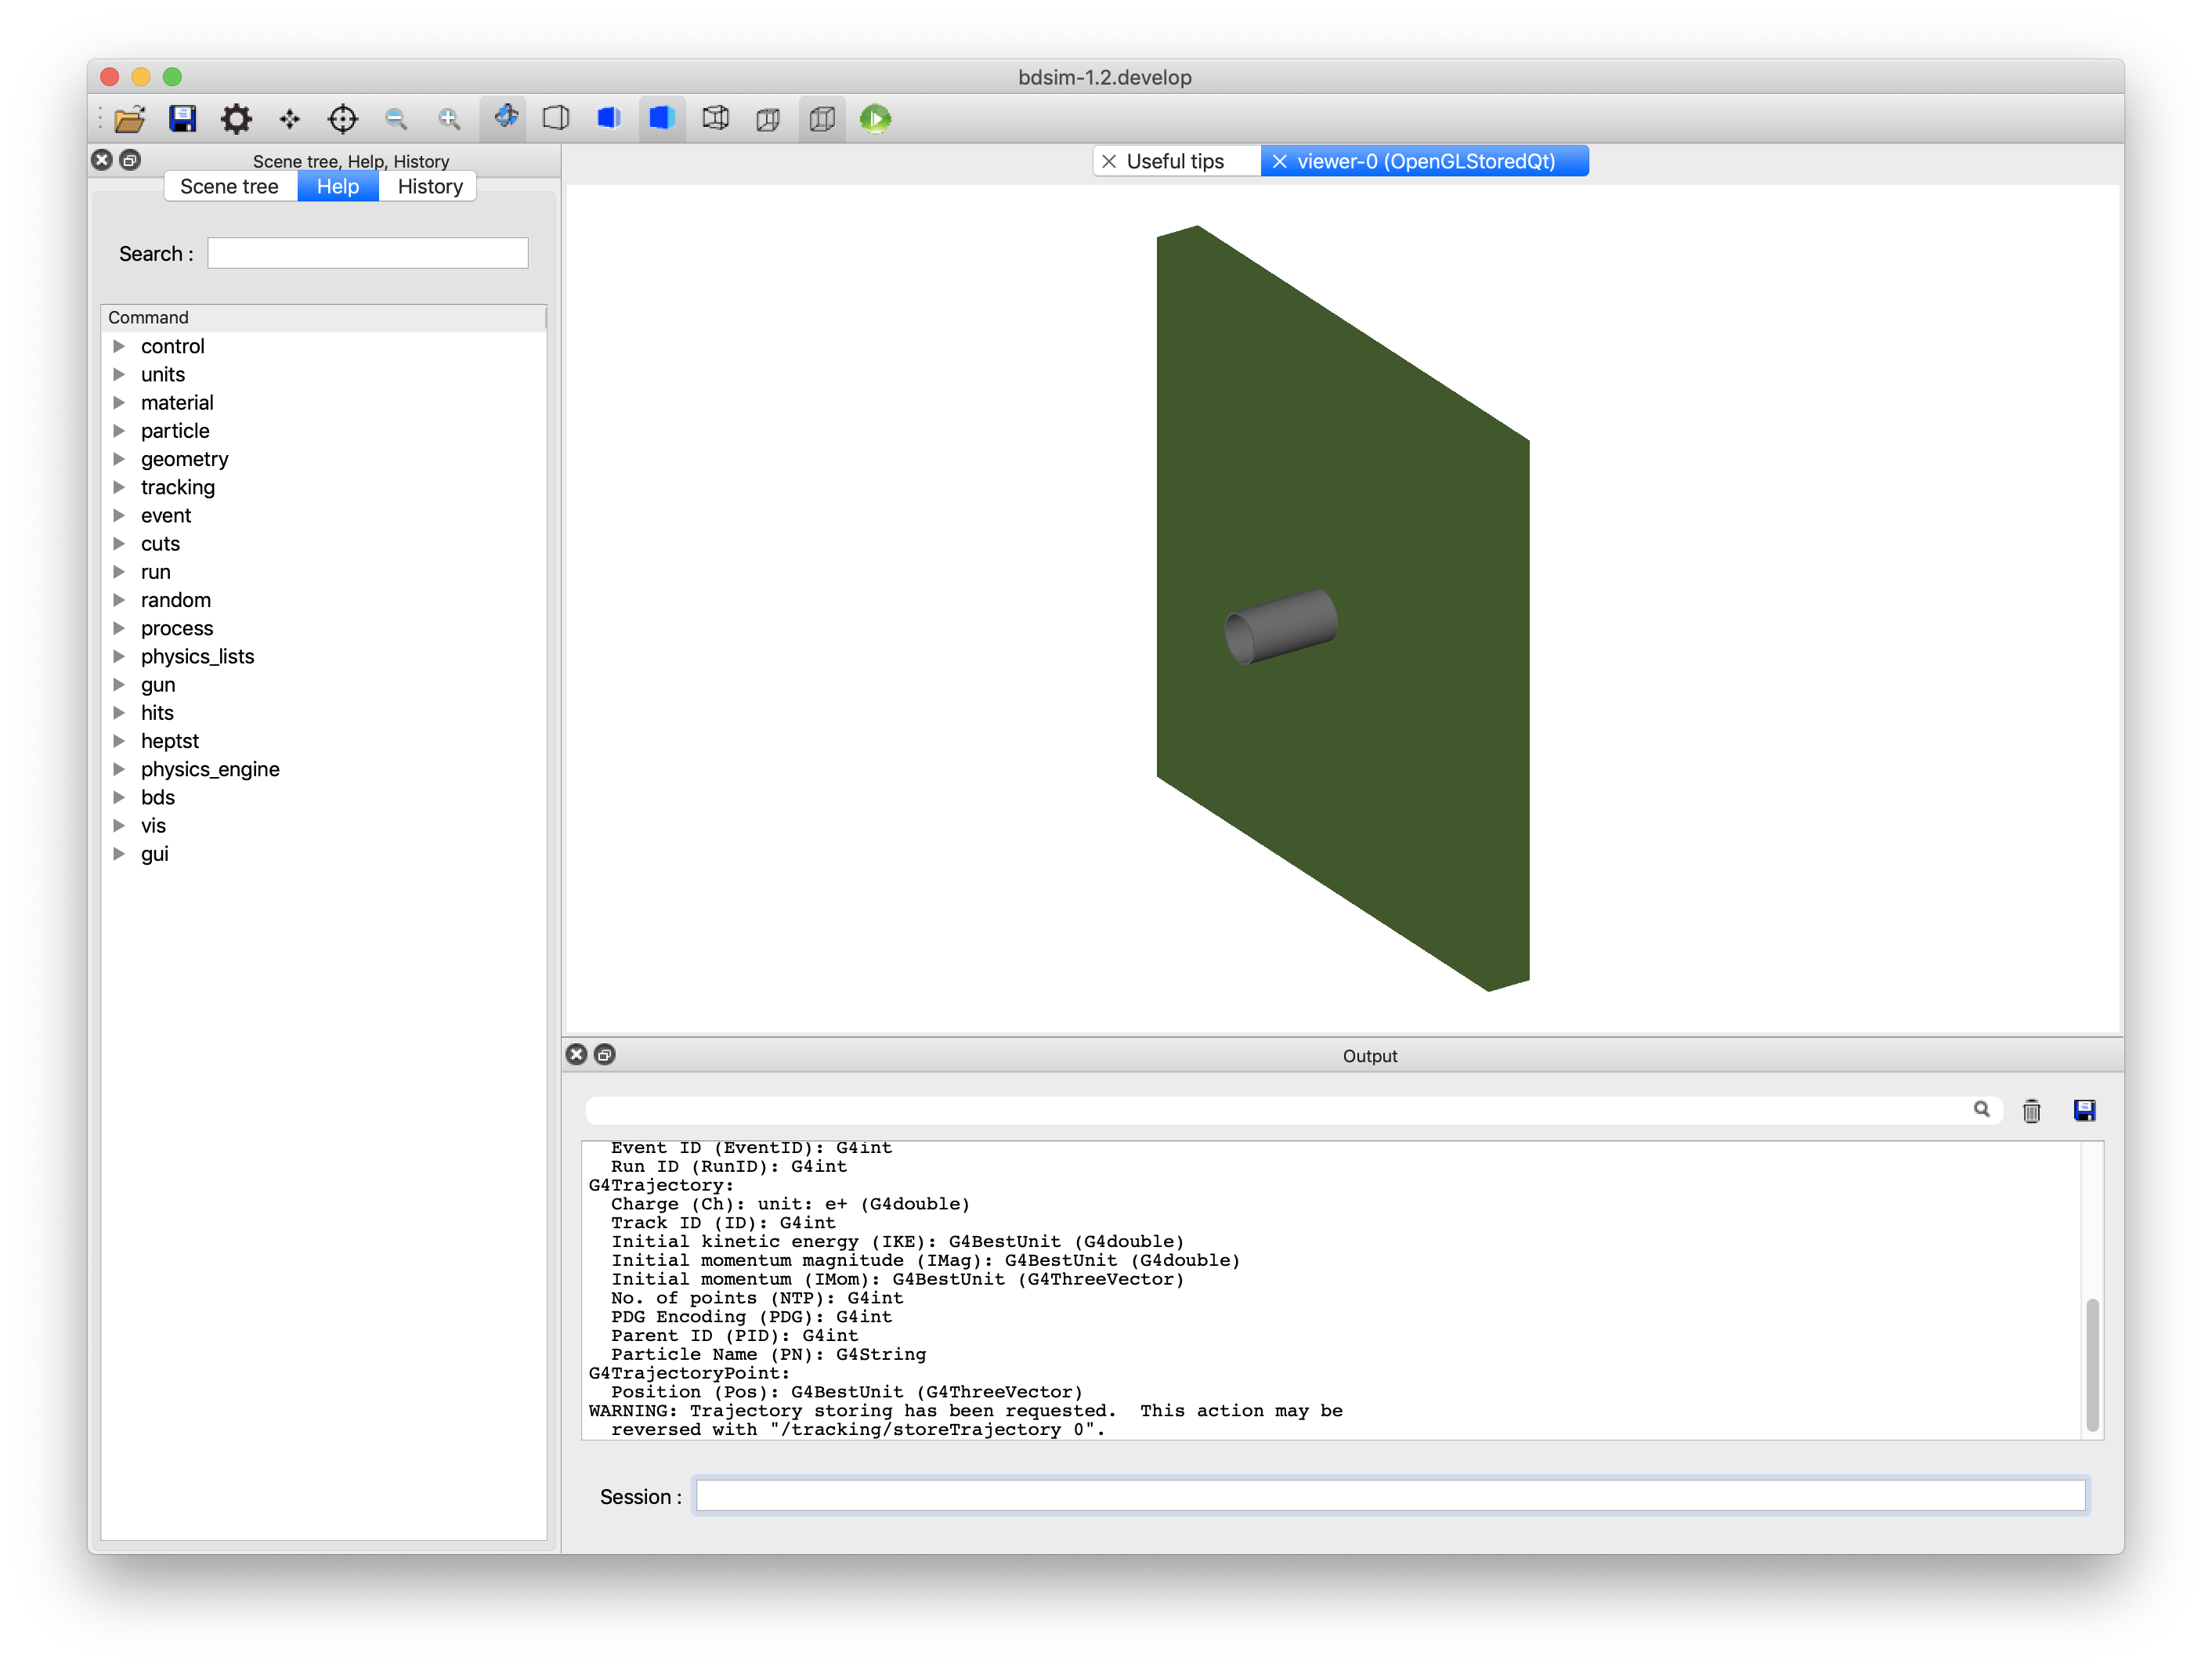 bdsim-1.2.develop
Scene tree, Help, History
Scene tree
Help
History
Search :
Command
control
units
material
particle
geometry
tracking
event
cuts
run
random
process
physics_lists
gun
hits
heptst
physics_engine
bds
vis
gui
Useful tips
viewer-0 (OpenGLStoredQt)
Output
Event ID (EventID): G4int
Run ID (RunID): G4int
G4Trajectory:
Charge (Ch): unit: e+ (G4double)
Track ID (ID): G4int
Initial kinetic energy (IKE): G4BestUnit (G4double)
Initial momentum magnitude (IMag): G4BestUnit (G4double)
Initial momentum (IMom): G4BestUnit (G4ThreeVector)
No. of points (NTP): G4int
PDG Encoding (PDG): G4int
Parent ID (PID): G4int
Particle Name (PN): G4String
G4TrajectoryPoint:
Position (Pos): G4BestUnit (G4ThreeVector)
WARNING: Trajectory storing has been requested.  This action may be
reversed with "/tracking/storeTrajectory 0".
Session :